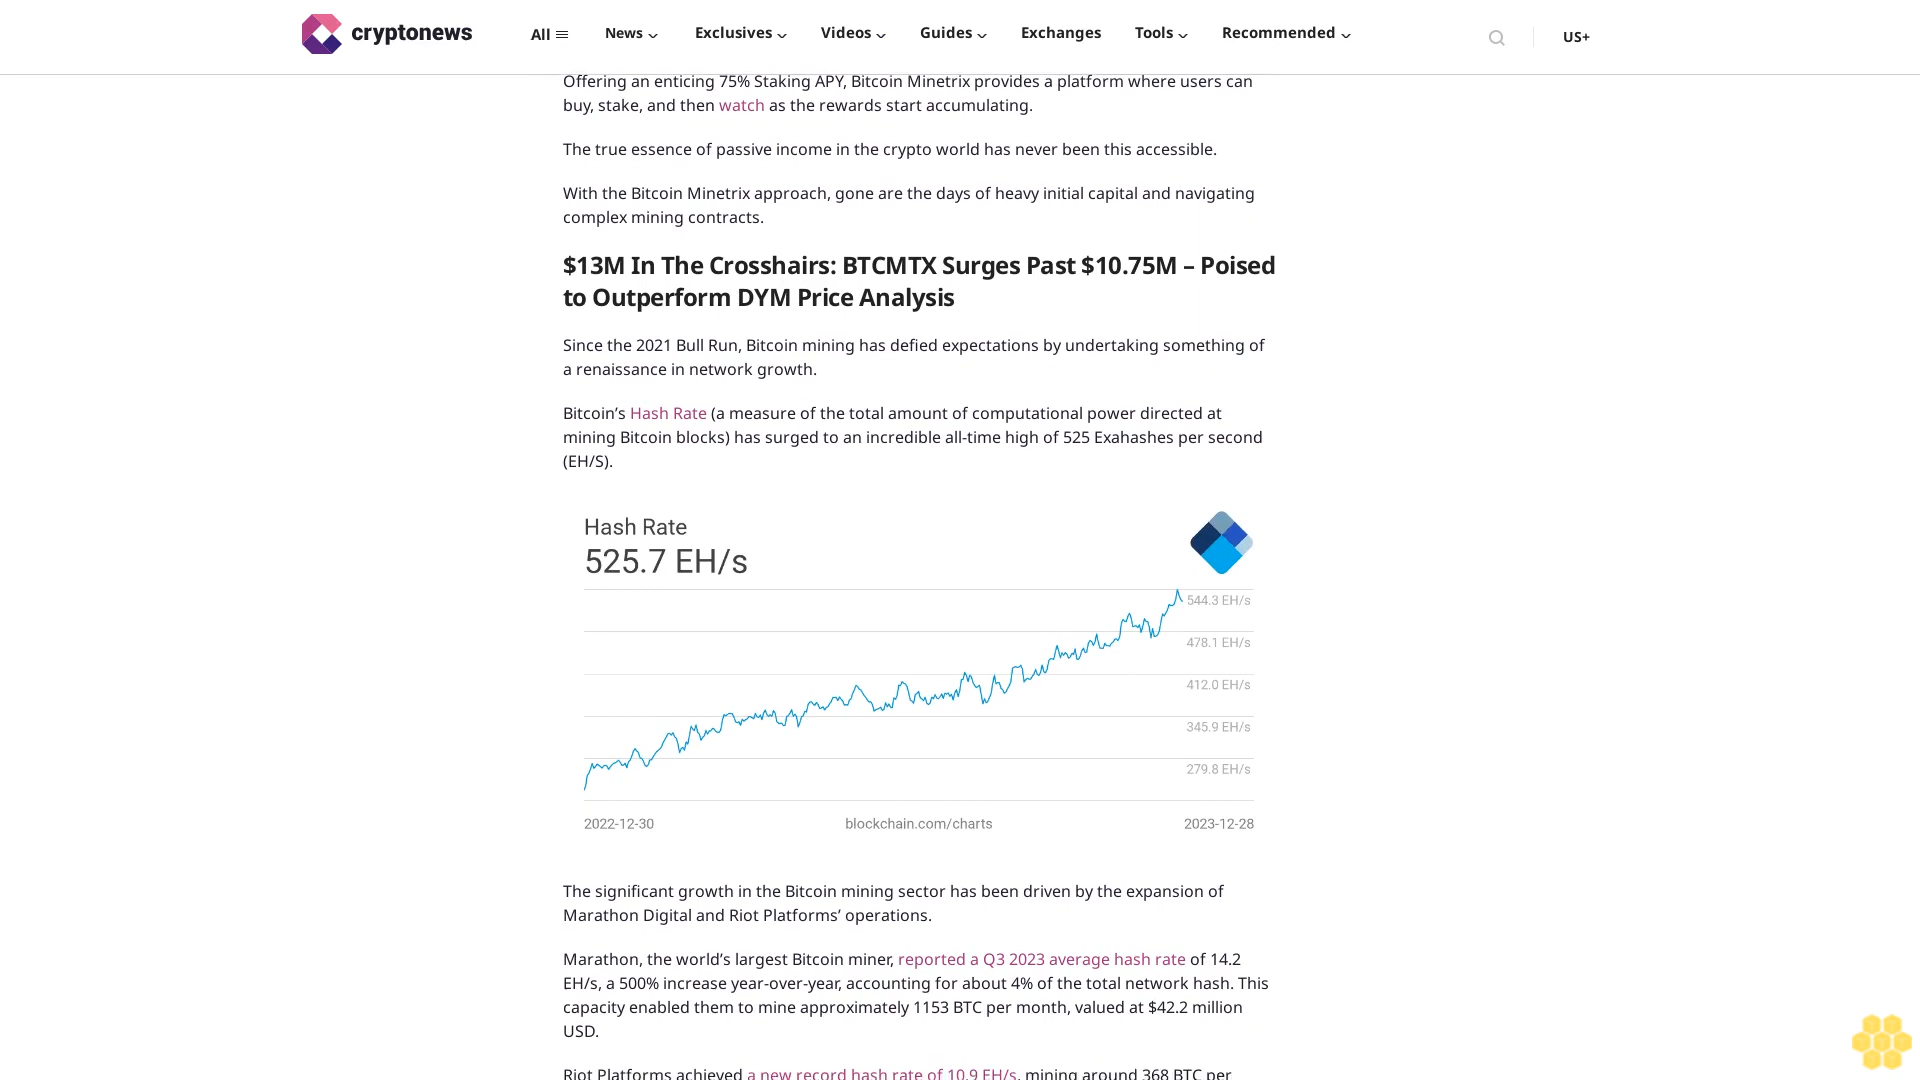 cryptonews
All
News
Exclusives
Videos
Guides
Exchanges
Tools
Recommended
US+
Offering an enticing 75% Staking APY, Bitcoin Minetrix provides a platform where users can
buy, stake, and then watch as the rewards start accumulating.
The true essence of passive income in the crypto world has never been this accessible.
With the Bitcoin Minetrix approach, gone are the days of heavy initial capital and navigating
complex mining contracts.
$13M In The Crosshairs: BTCMTX Surges Past $10.75M – Poised
to Outperform DYM Price Analysis
Since the 2021 Bull Run, Bitcoin mining has defied expectations by undertaking something of
a renaissance in network growth.
Bitcoin’s Hash Rate (a measure of the total amount of computational power directed at
mining Bitcoin blocks) has surged to an incredible all-time high of 525 Exahashes per second
(EH/S).
Hash Rate
525.7 EH/s
544.3 EH/s
478.1 EH/s
412.0 EH/s
345.9 EH/s
279.8 EH/s
2022-12-30
blockchain.com/charts
2023-12-28
The significant growth in the Bitcoin mining sector has been driven by the expansion of
Marathon Digital and Riot Platforms’ operations.
Marathon, the world’s largest Bitcoin miner, reported a Q3 2023 average hash rate of 14.2
EH/s, a 500% increase year-over-year, accounting for about 4% of the total network hash. This
capacity enabled them to mine approximately 1153 BTC per month, valued at $42.2 million
USD.
Riot Platforms achieved a new record hash rate of 10.9 EH/s, mining around 368 BTC per